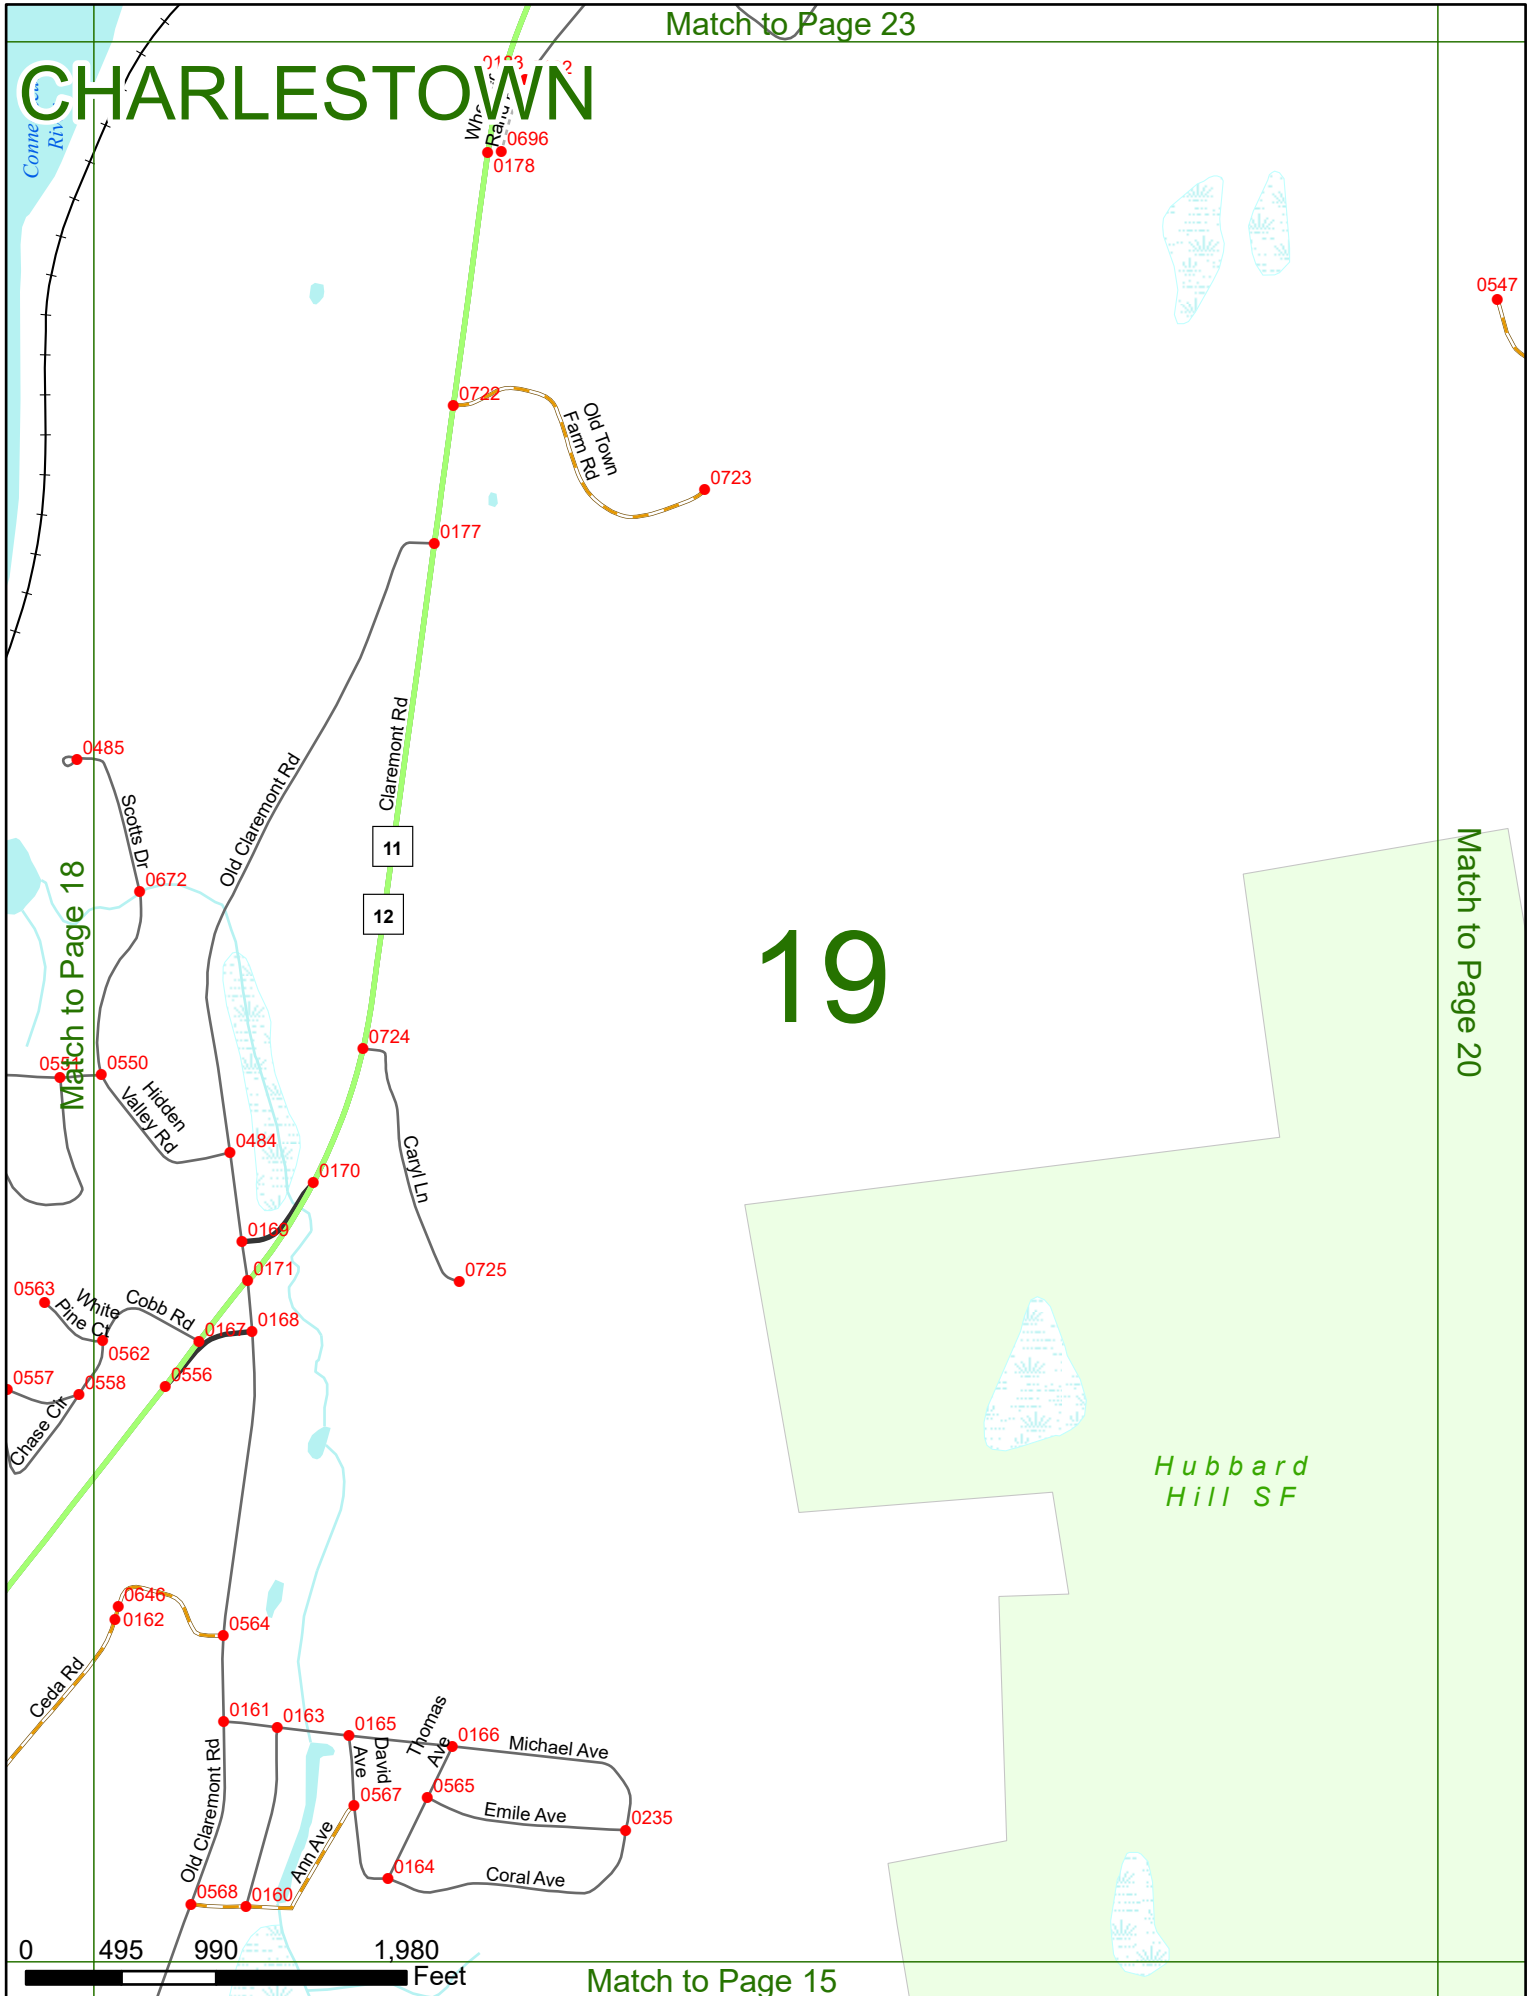 Match to Page 23
CHARLESTOWN
0696
0178
0547
0722
Old Town
Farm Rd
0723
0177
Claremont Rd
Old Claremont Rd
0485
Scotts Dr
11
Match to Page 18
Match to Page 20
0672
12
19
0724
0551
0550
Hidden
Valley Rd
0484
Caryl Ln
0170
0169
0171
0725
0563
White
Pine Ct
Cobb Rd
0167
0168
0562
0557
0558
0556
Chase Cir
Hubbard
Hill SF
0646
0162
0564
Ceda Rd
0161
0163
0165
Thomas
Ave
0166
Michael Ave
David
Ave
Old Claremont Rd
0567
0565
Emile Ave
0235
Ann Ave
0164
Coral Ave
0568
0160
0 495 990 1,980
Feet
Match to Page 15